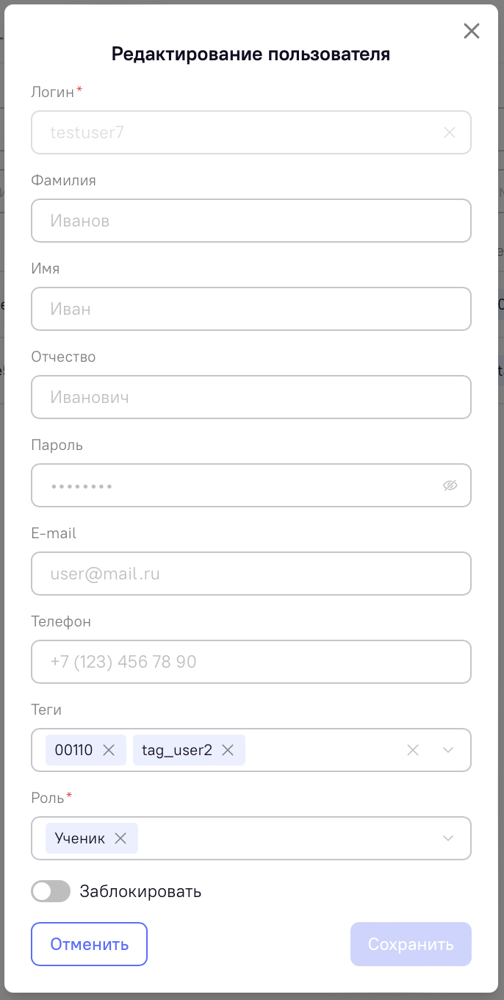 Редактирование пользователя
Логин*
testuser7
Фамилия
Иванов
Имя
Иван
Отчество
Иванович
Пароль
••••••••
E-mail
user@mail.ru
Телефон
+7 (123) 456 78 90
Теги
00110 tag_user2
Роль*
Ученик
Заблокировать
Отменить Сохранить